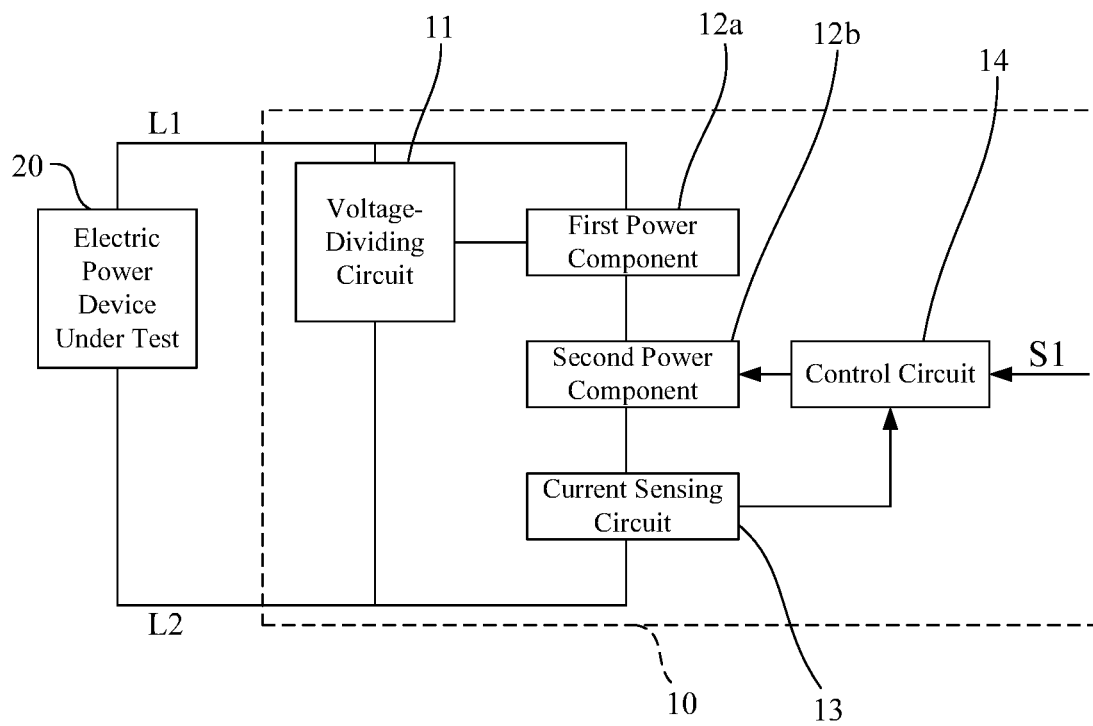 11
12a
12b
14
L1
20
Electric
Power
Device
Under Test
Voltage-
Dividing
Circuit
First Power
Component
Second Power
Component
Control Circuit
S1
Current Sensing
Circuit
L2
10
13